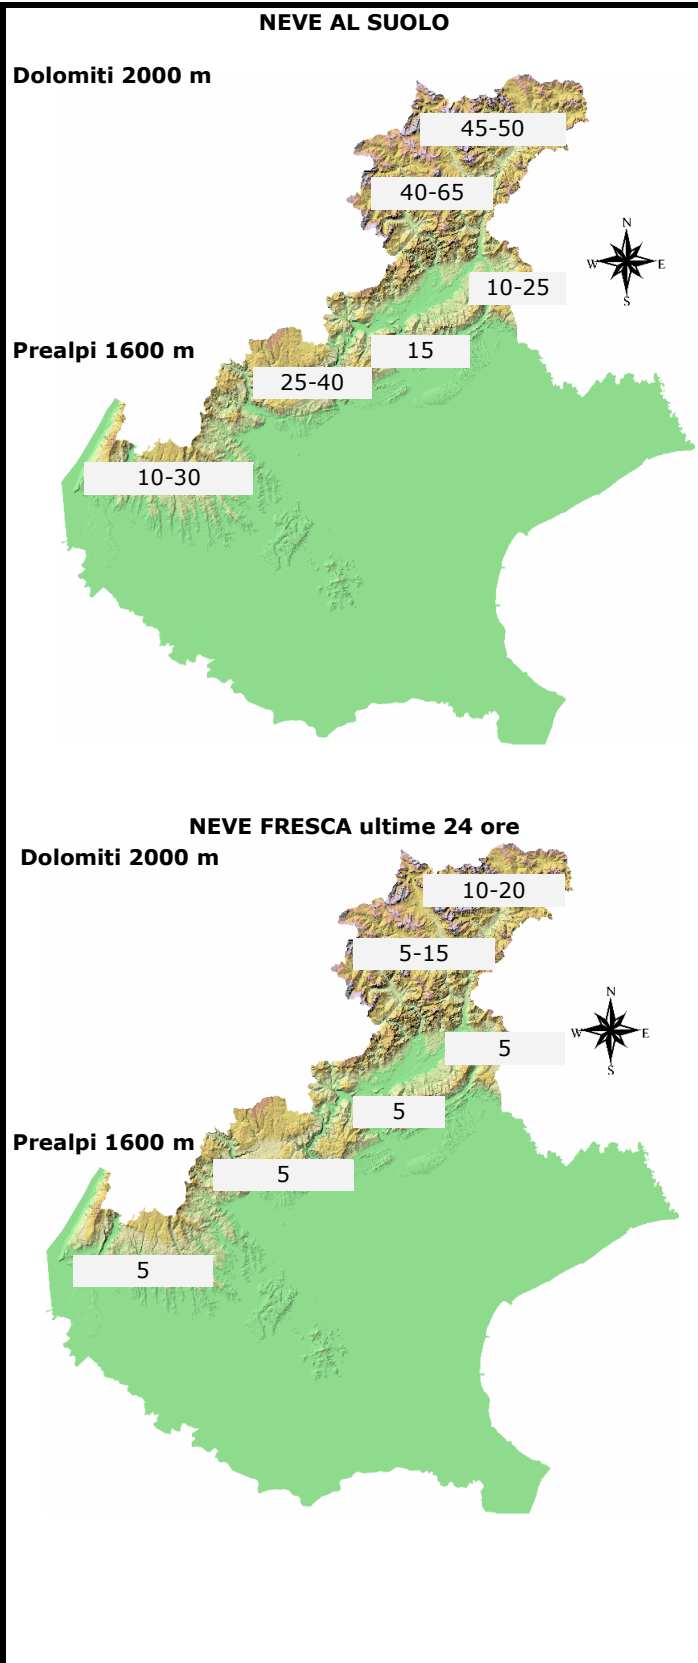 NEVE AL SUOLO
Dolomiti 2000 m
45-50
40-65
N
W E
S
10-25
Prealpi 1600 m
15
25-40
10-30
NEVE FRESCA ultime 24 ore
Dolomiti 2000 m
10-20
5-15
N
W E
S
5
5
Prealpi 1600 m
5
5